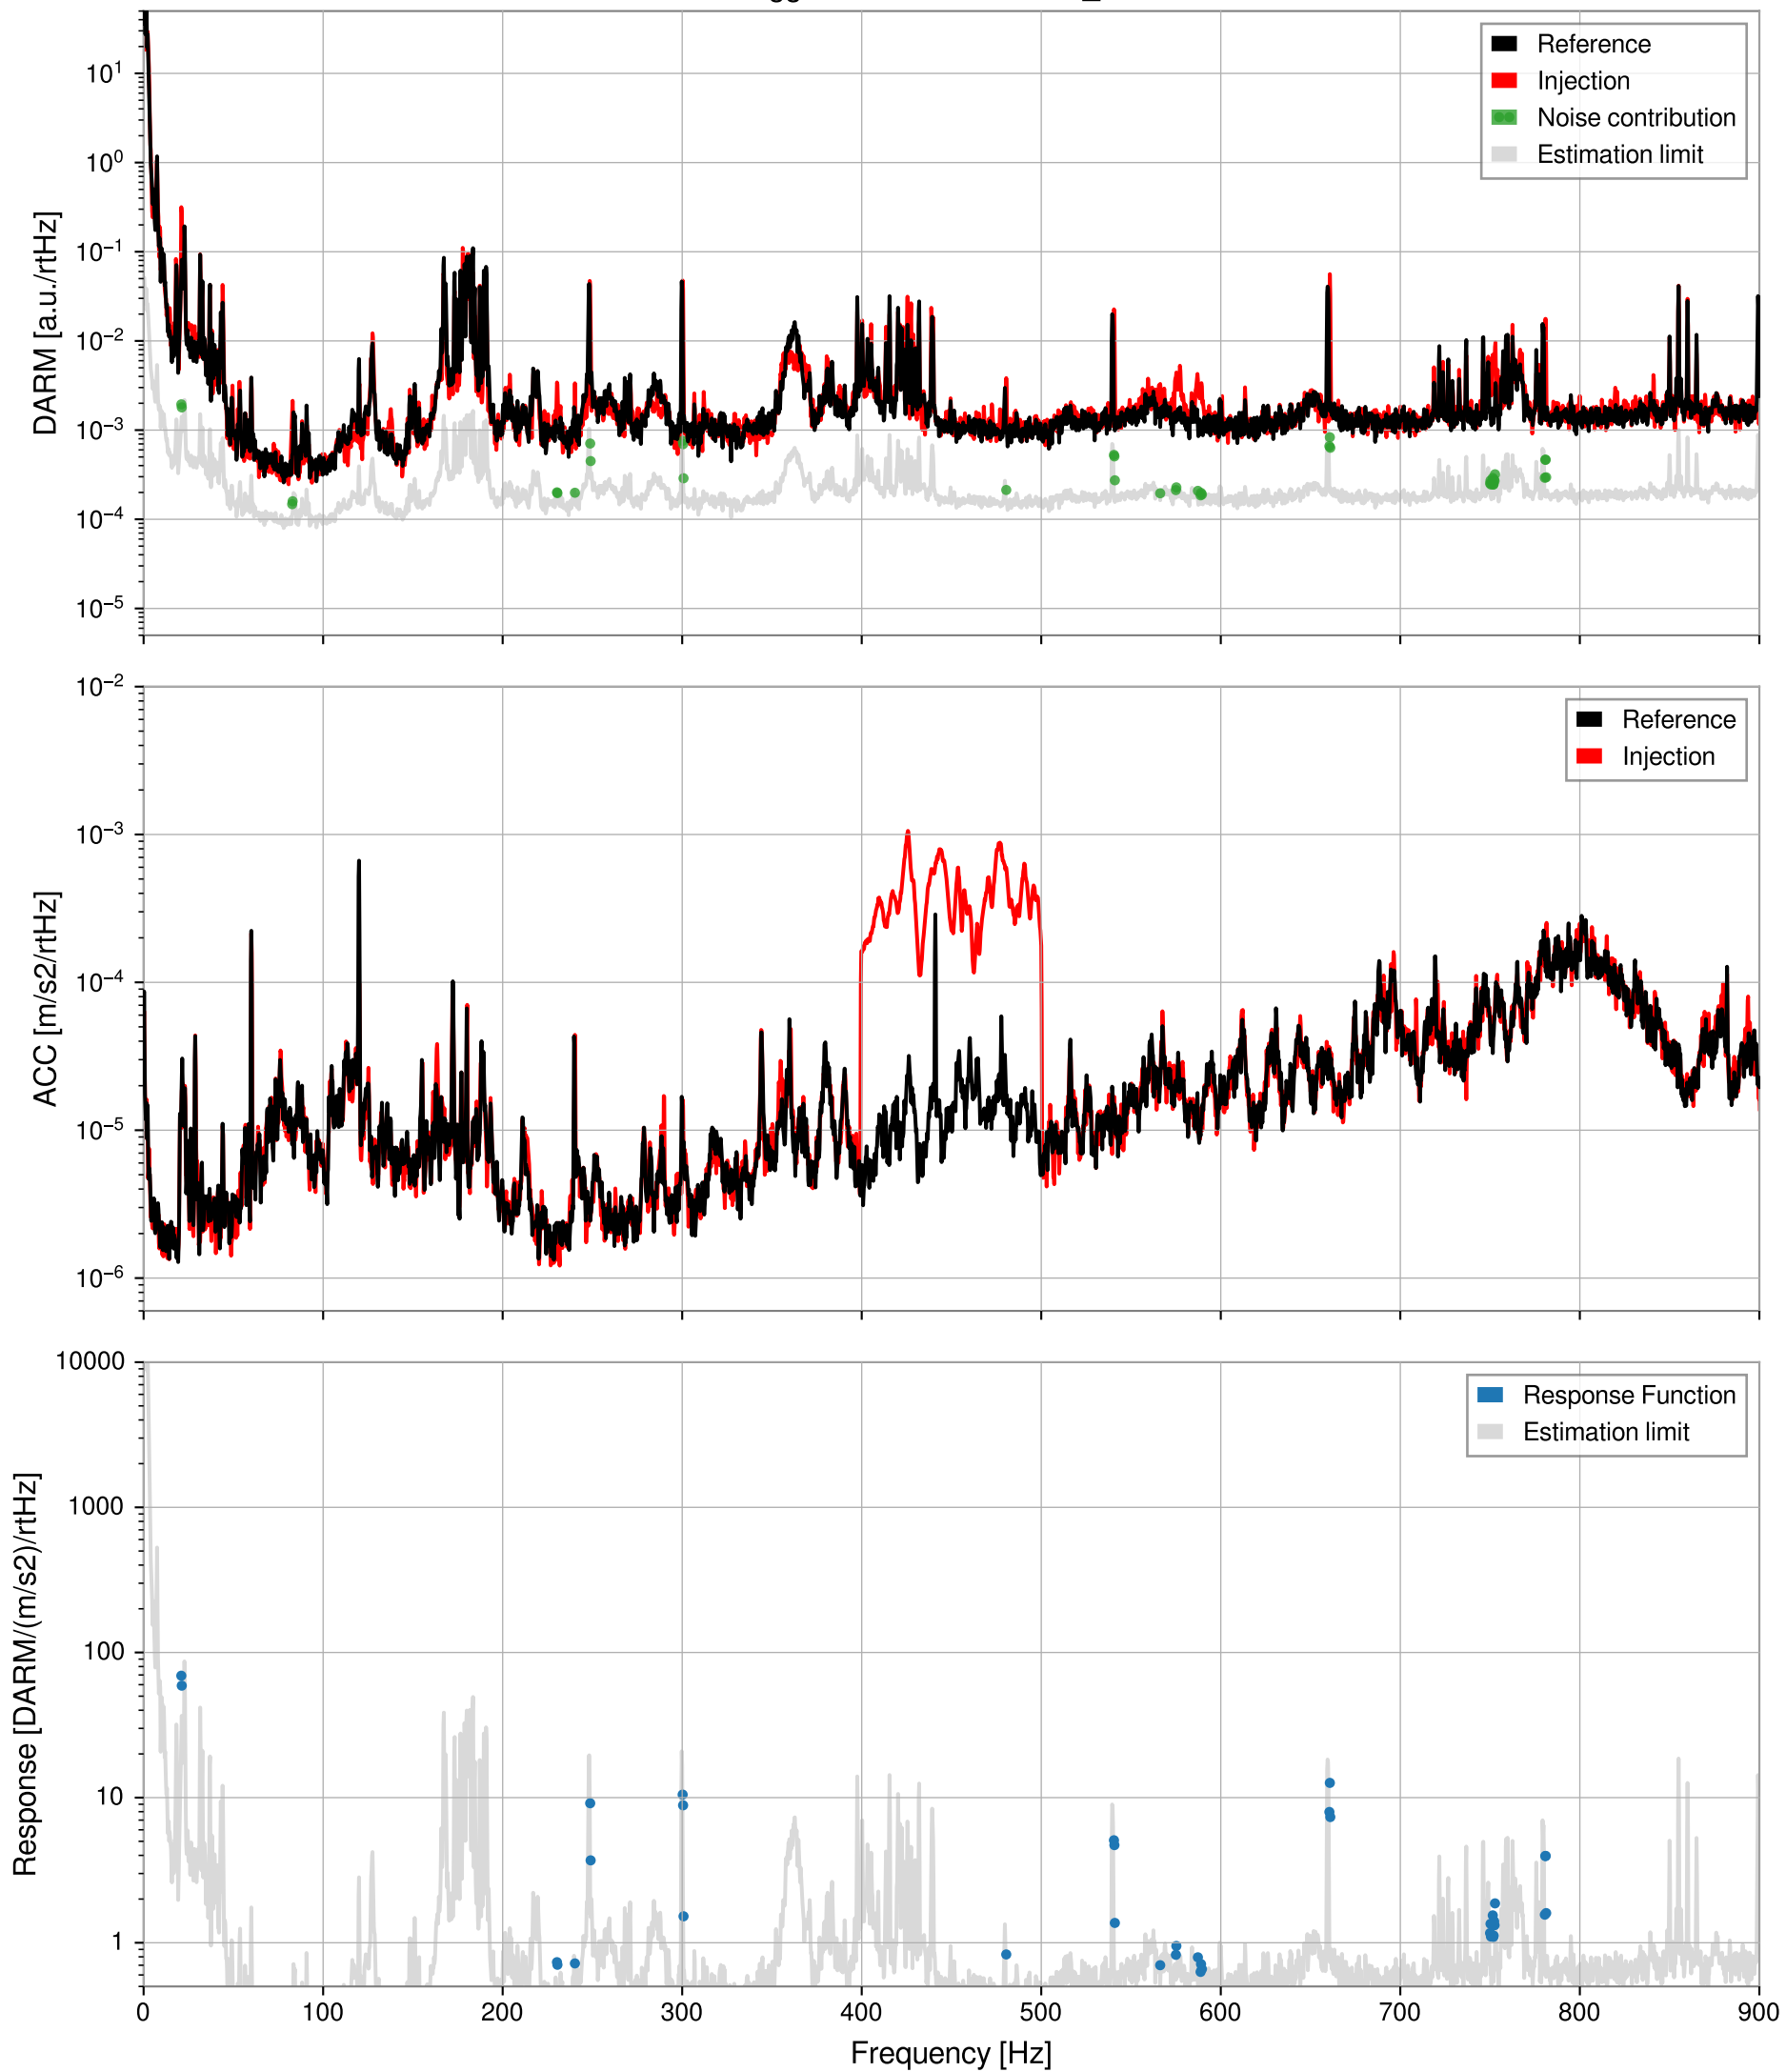 Reference
Injection
Noise contribution
Estimation limit
DARM [a.u./rtHz]
10¹
10⁰
10⁻¹
10⁻²
10⁻³
10⁻⁴
10⁻⁵
Reference
Injection
ACC [m/s2/rtHz]
10⁻²
10⁻³
10⁻⁴
10⁻⁵
10⁻⁶
Response Function
Estimation limit
Response [DARM/(m/s2)/rtHz]
10000
1000
100
10
1
0 100 200 300 400 500 600 700 800 900
Frequency [Hz]